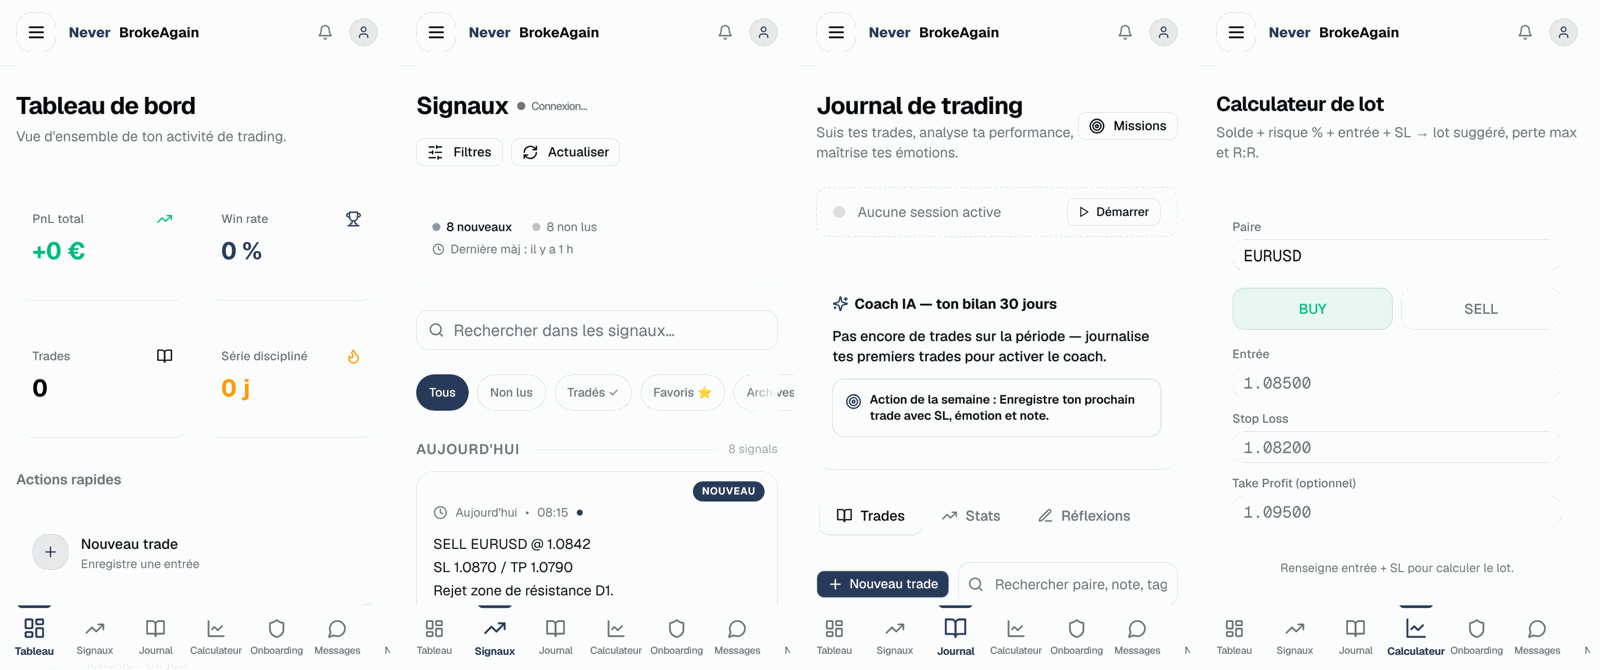 Never BrokeAgain
Tableau de bord
Vue d'ensemble de ton activité de trading.
PnL total
+0 €
Win rate
0 %
Trades
0
Série discipliné
0 j
Actions rapides
Nouveau trade
Enregistre une entrée
Tableau
Signaux
Journal
Calculateur
Onboarding
Messages
N
Never BrokeAgain
Signaux
Connexion...
Filtres
Actualiser
8 nouveaux
8 non lus
Dernière màj : il y a 1 h
Rechercher dans les signaux...
Tous
Non lus
Tradés ✓
Favoris ⭐
Archives
AUJOURD'HUI
8 signals
NOUVEAU
Aujourd'hui • 08:15
SELL EURUSD @ 1.0842
SL 1.0870 / TP 1.0790
Rejet zone de résistance D1.
Tableau
Signaux
Journal
Calculateur
Onboarding
Messages
N
Never BrokeAgain
Journal de trading
Suis tes trades, analyse ta performance,
maîtrise tes émotions.
Missions
Aucune session active
Démarrer
Coach IA — ton bilan 30 jours
Pas encore de trades sur la période — journalise
tes premiers trades pour activer le coach.
Action de la semaine : Enregistre ton prochain
trade avec SL, émotion et note.
Trades
Stats
Réflexions
Nouveau trade
Rechercher paire, note, tag
Tableau
Signaux
Journal
Calculateur
Onboarding
Messages
N
Never BrokeAgain
Calculateur de lot
Solde + risque % + entrée + SL → lot suggéré, perte max
et R:R.
Paire
EURUSD
BUY
SELL
Entrée
1.08500
Stop Loss
1.08200
Take Profit (optionnel)
1.09500
Renseigne entrée + SL pour calculer le lot.
Tableau
Signaux
Journal
Calculateur
Onboarding
Messages
N